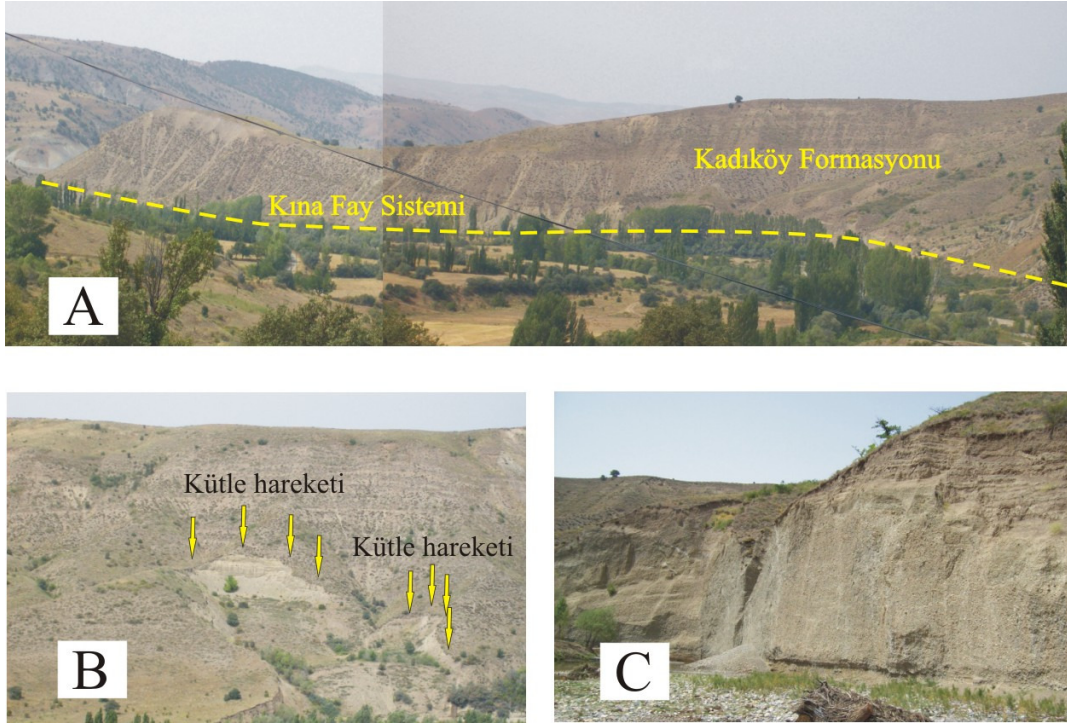 Kadıköy Formasyonu
Kına Fay Sistemi
A
Kütle hareketi
Kütle hareketi
B
C